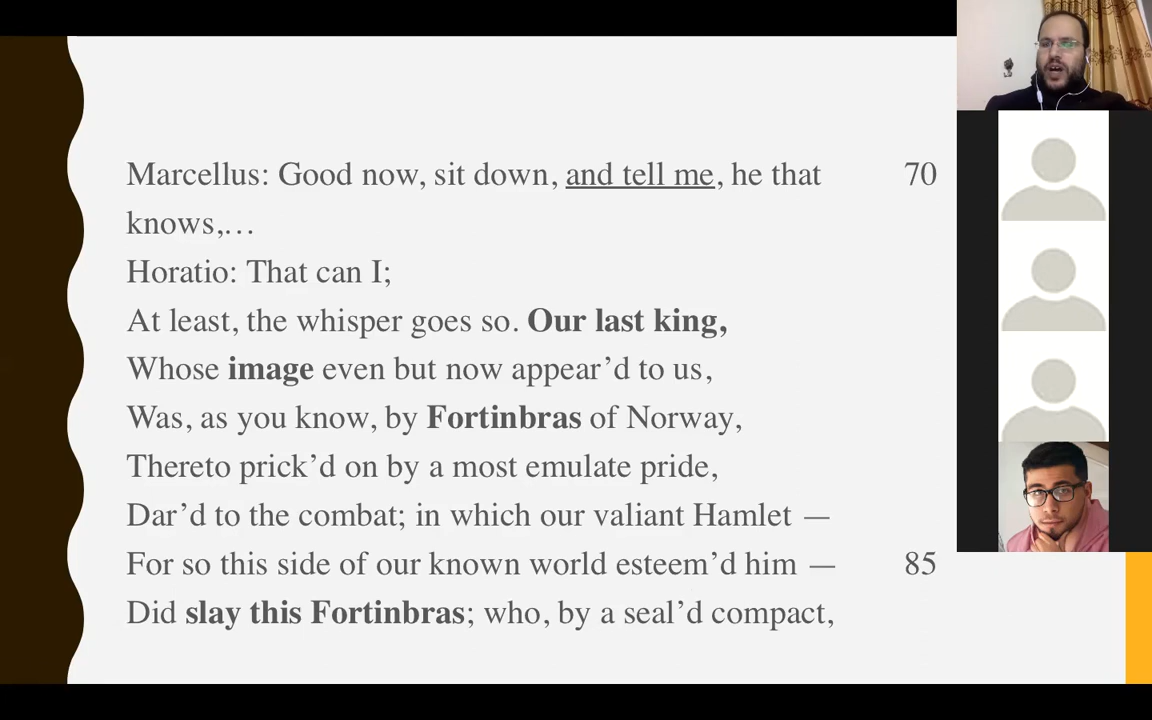 Marcellus: Good now, sit down, and tell me, he that 70
knows,…
Horatio: That can I;
At least, the whisper goes so. Our last king,
Whose image even but now appear’d to us,
Was, as you know, by Fortinbras of Norway,
Thereto prick’d on by a most emulate pride,
Dar’d to the combat; in which our valiant Hamlet —
For so this side of our known world esteem’d him — 85
Did slay this Fortinbras; who, by a seal’d compact,